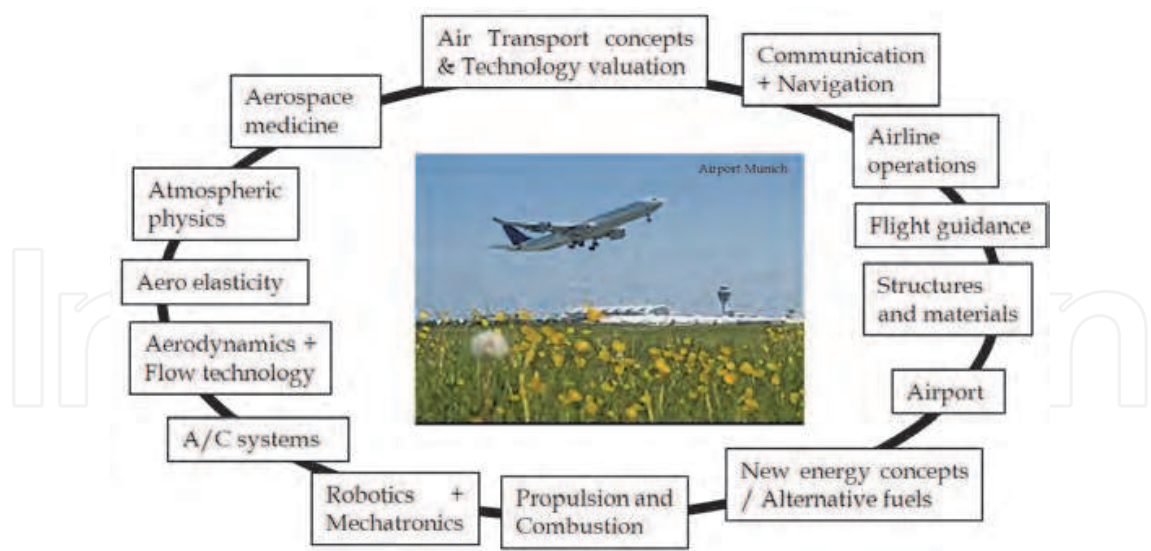 Air Transport concepts
& Technology valuation
Communication
+ Navigation
Airline
operations
Flight guidance
Structures
and materials
Airport
New energy concepts
/ Alternative fuels
Propulsion and
Combustion
Robotics +
Mechatronics
A/C systems
Aerodynamics +
Flow technology
Aero elasticity
Atmospheric
physics
Aerospace
medicine
Airport Munich